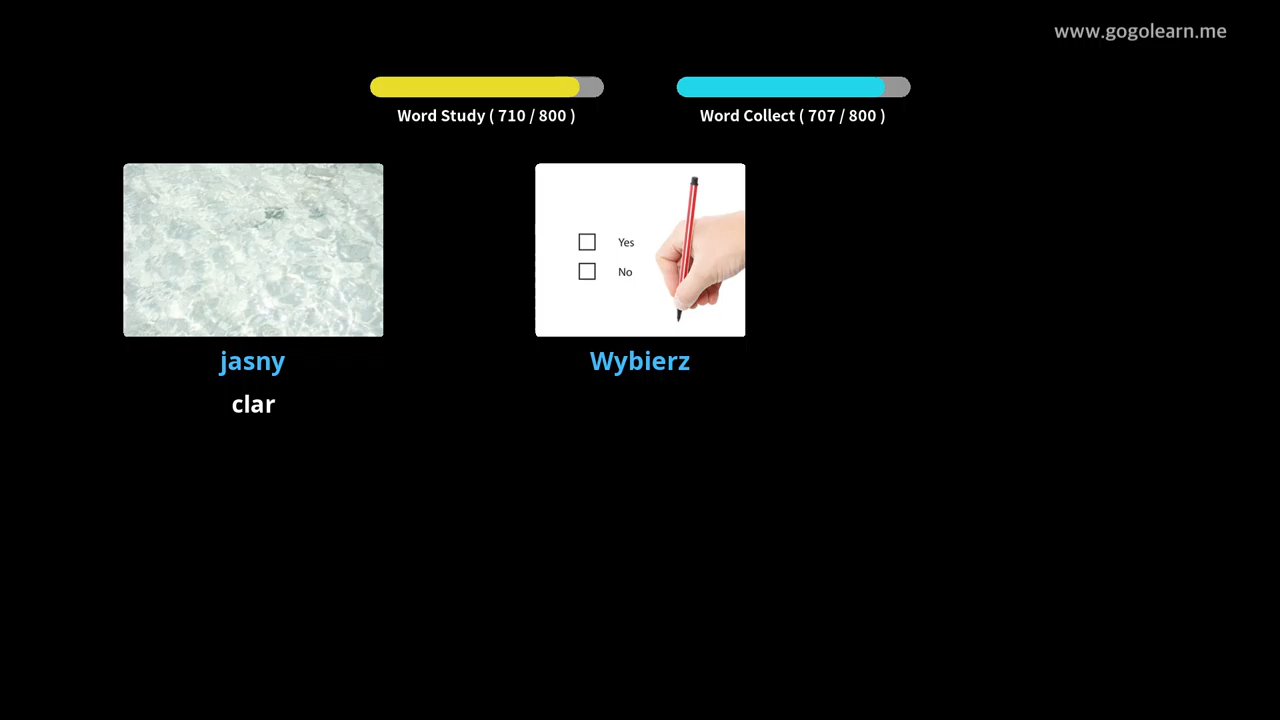 www.gogolearn.me
Word Study ( 710 / 800 )
Word Collect ( 707 / 800 )
Yes
No
jasny
Wybierz
clar